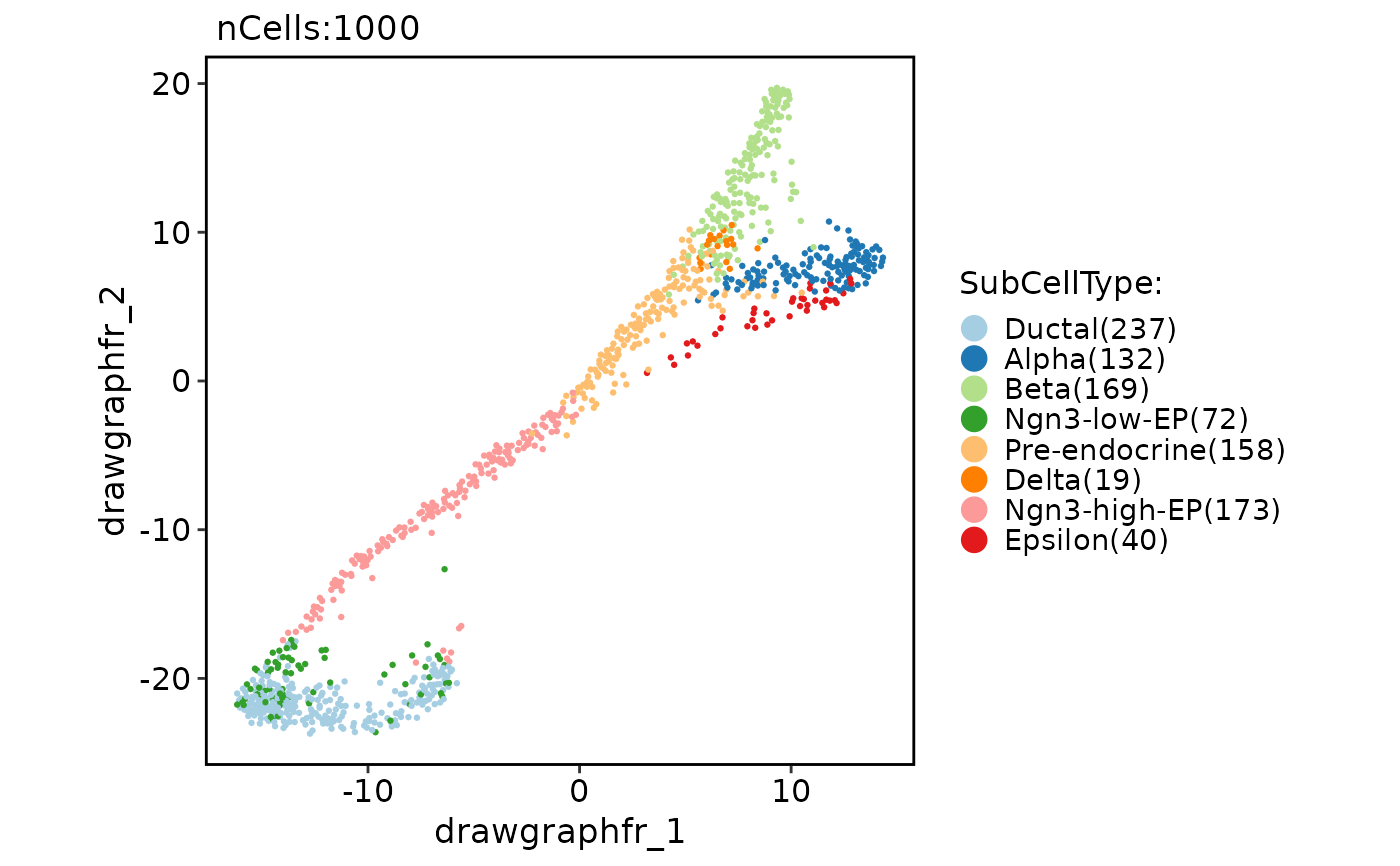 nCells:1000
20
10
0
-10
-20
drawgraphfr_2
-10
0
10
drawgraphfr_1
SubCellType:
Ductal(237)
Alpha(132)
Beta(169)
Ngn3-low-EP(72)
Pre-endocrine(158)
Delta(19)
Ngn3-high-EP(173)
Epsilon(40)